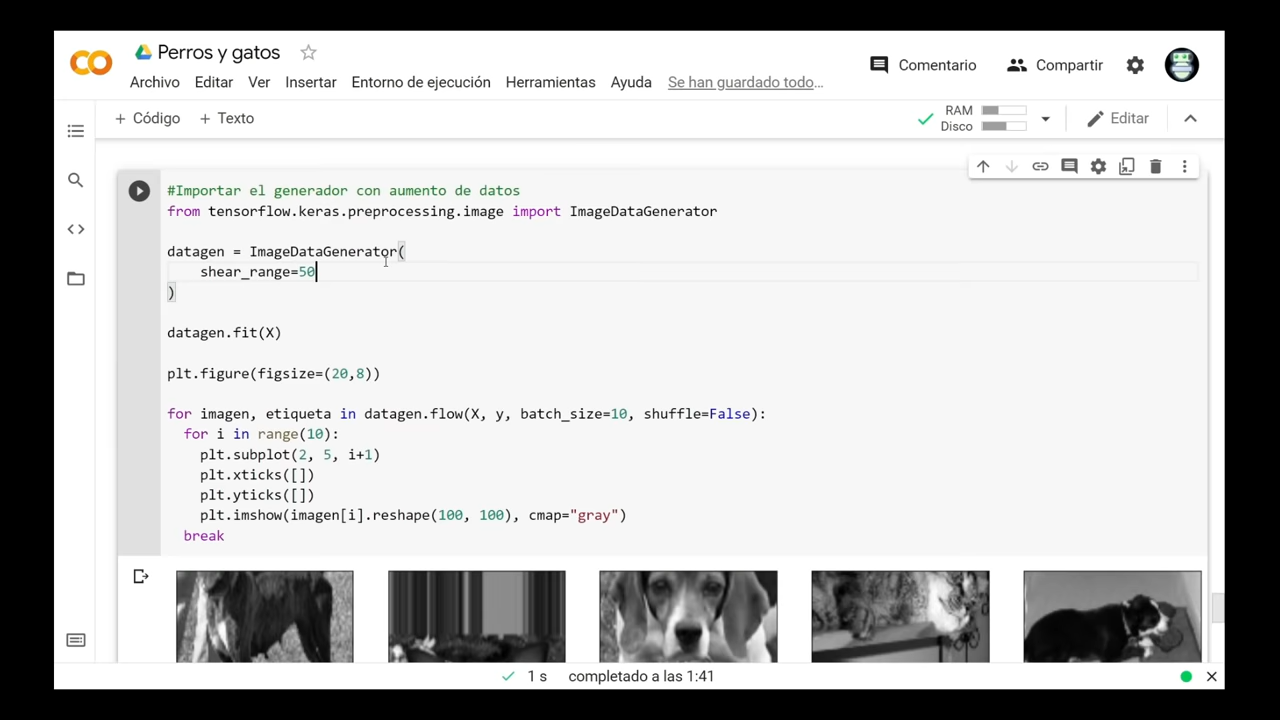 Perros y gatos
Archivo Editar Ver Insertar Entorno de ejecución Herramientas Ayuda Se han guardado todo…
Comentario Compartir
+ Código + Texto
RAM
Disco
Editar
#Importar el generador con aumento de datos
from tensorflow.keras.preprocessing.image import ImageDataGenerator
datagen = ImageDataGenerator(
shear_range=50
)
datagen.fit(X)
plt.figure(figsize=(20,8))
for imagen, etiqueta in datagen.flow(X, y, batch_size=10, shuffle=False):
for i in range(10):
plt.subplot(2, 5, i+1)
plt.xticks([])
plt.yticks([])
plt.imshow(imagen[i].reshape(100, 100), cmap="gray")
break
1 s completado a las 1:41